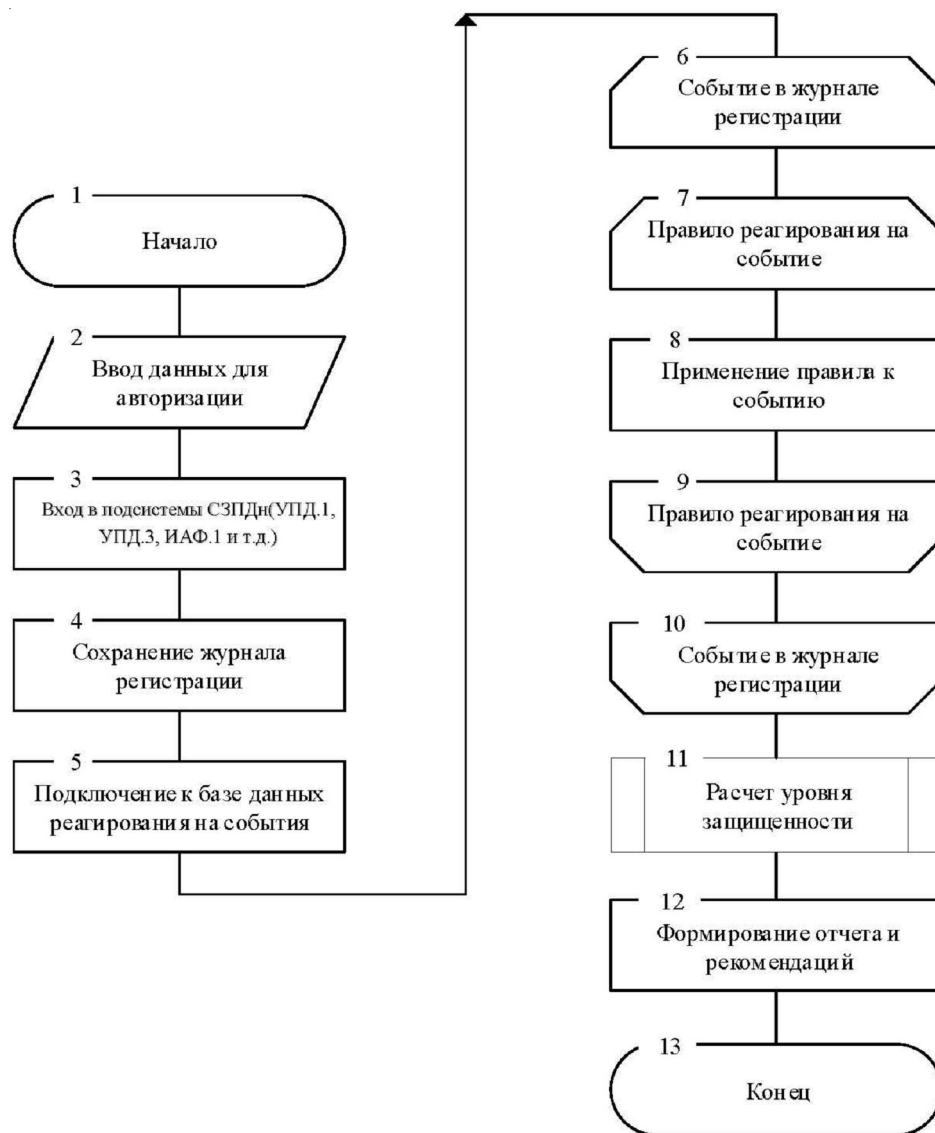 1
Начало
2
Ввод данных для
авторизации
3
Вход в подсистемы СЗПДн(УПД.1,
УПД.3, ИАФ.1 и т.д.)
4
Сохранение журнала
регистрации
5
Подключение к базе данных
реагирования на события
6
Событие в журнале
регистрации
7
Правило реагирования на
событие
8
Применение правила к
событию
9
Правило реагирования на
событие
10
Событие в журнале
регистрации
11
Расчет уровня
защищенности
12
Формирование отчета и
рекомендаций
13
Конец